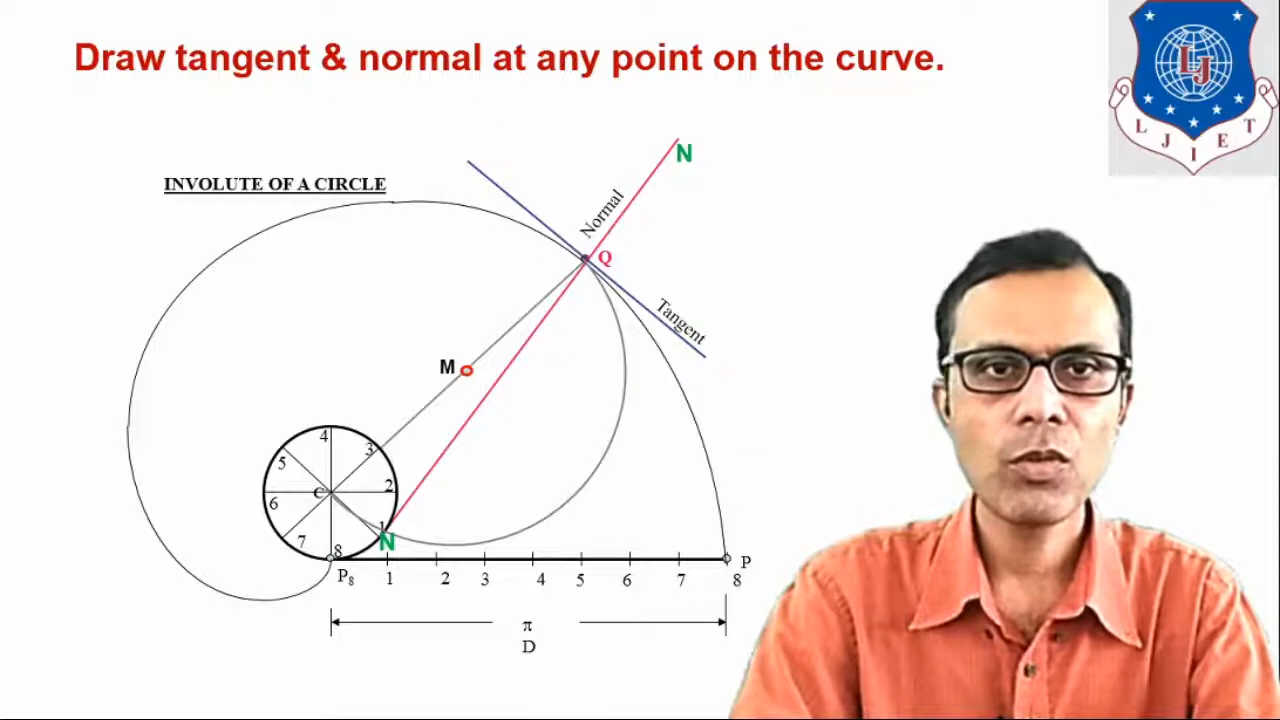 Draw tangent & normal at any point on the curve.
LJ
L J I E T
INVOLUTE OF A CIRCLE
N
Normal
Q
Tangent
M
4
3
5
C
2
6
1
7
N
8
P
P8
1 2 3 4 5 6 7 8
π
D